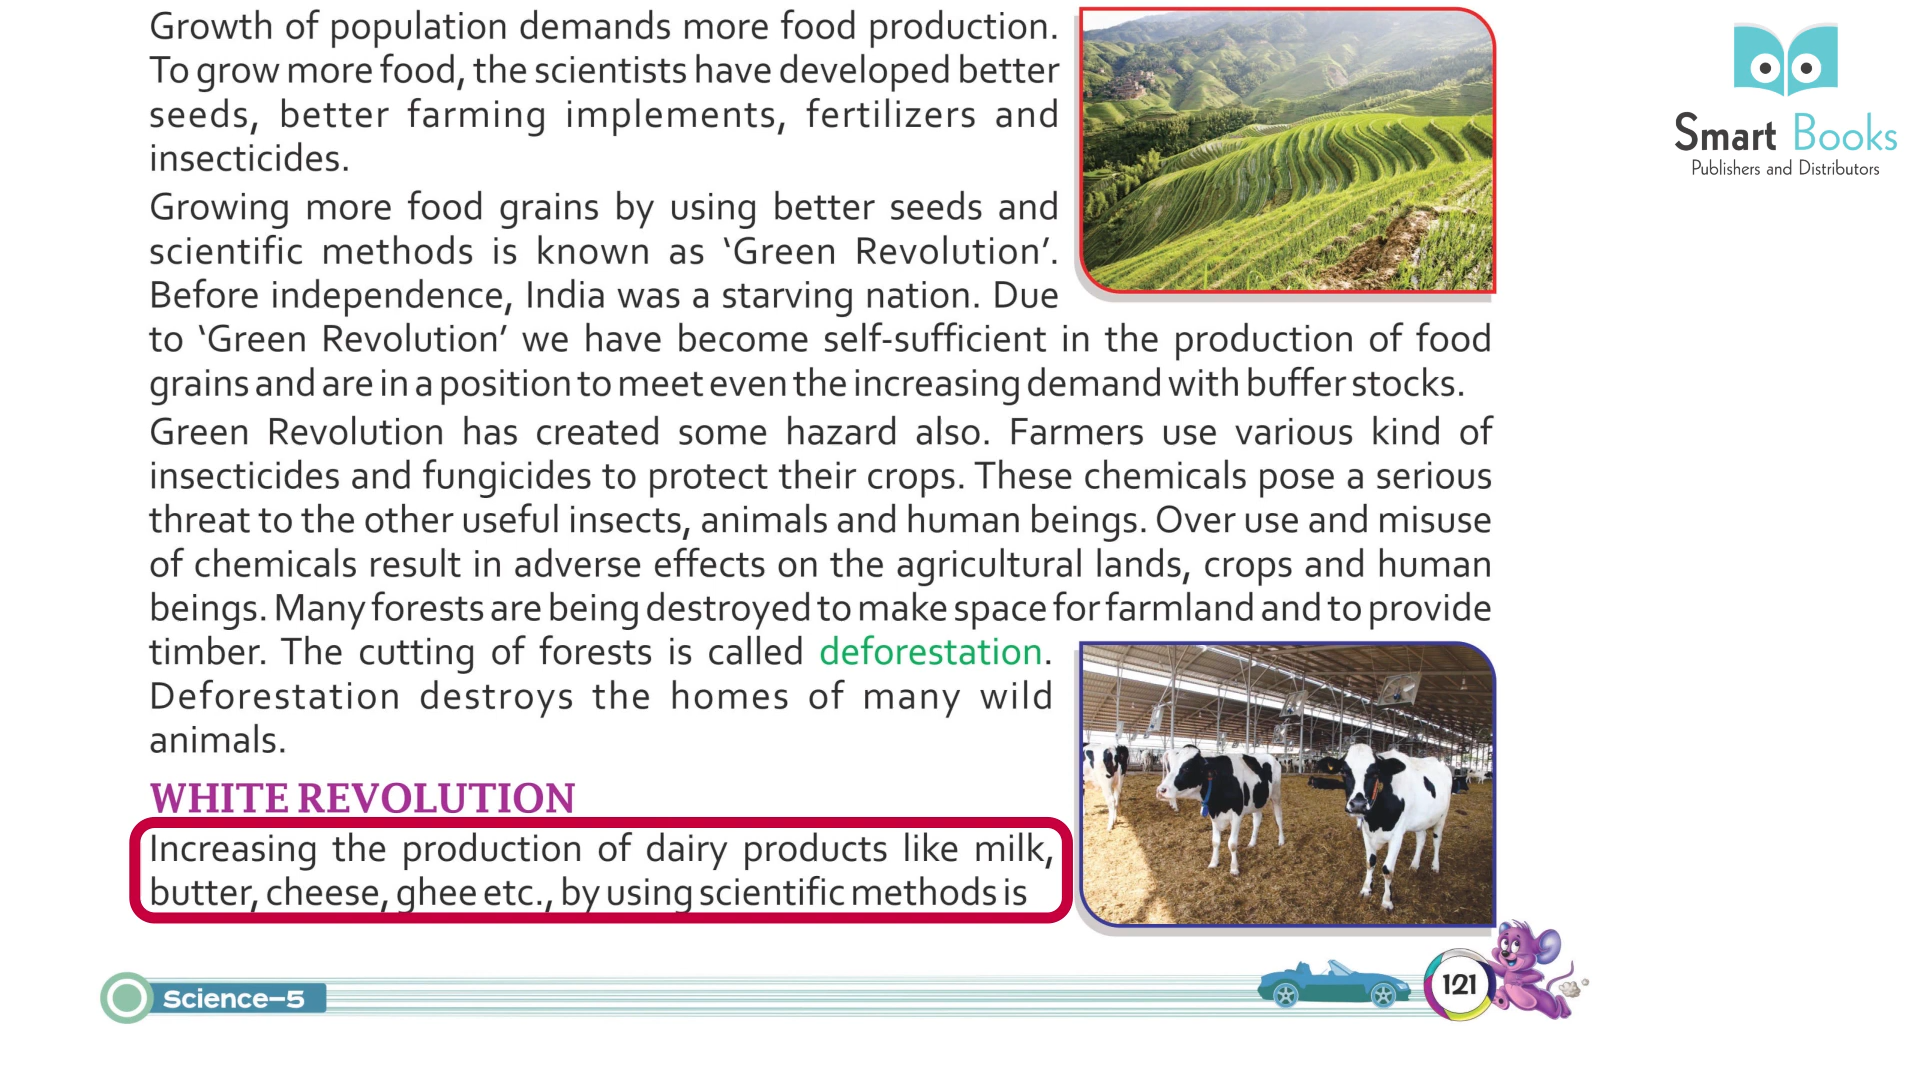 Growth of population demands more food production.
To grow more food, the scientists have developed better
seeds, better farming implements, fertilizers and
insecticides.
Growing more food grains by using better seeds and
scientific methods is known as ‘Green Revolution’.
Before independence, India was a starving nation. Due
to ‘Green Revolution’ we have become self-sufficient in the production of food
grains and are in a position to meet even the increasing demand with buffer stocks.
Green Revolution has created some hazard also. Farmers use various kind of
insecticides and fungicides to protect their crops. These chemicals pose a serious
threat to the other useful insects, animals and human beings. Over use and misuse
of chemicals result in adverse effects on the agricultural lands, crops and human
beings. Many forests are being destroyed to make space for farmland and to provide
timber. The cutting of forests is called deforestation.
Deforestation destroys the homes of many wild
animals.
WHITE REVOLUTION
Increasing the production of dairy products like milk,
butter, cheese, ghee etc., by using scientific methods is
Science–5
121
Smart Books
Publishers and Distributors